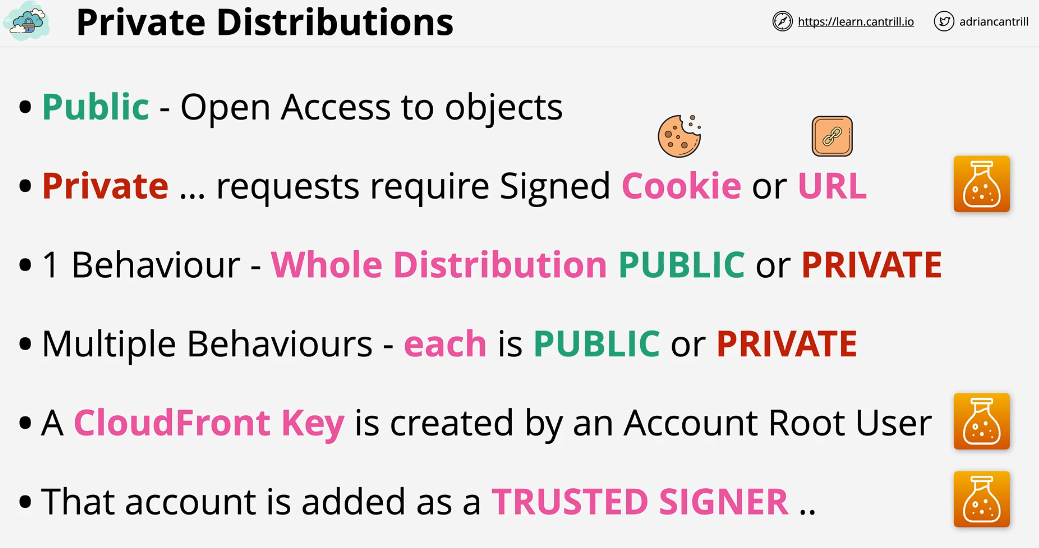 Private Distributions
https://learn.cantrill.io
adriancantrill
• Public - Open Access to objects
• Private ... requests require Signed Cookie or URL
• 1 Behaviour - Whole Distribution PUBLIC or PRIVATE
• Multiple Behaviours - each is PUBLIC or PRIVATE
• A CloudFront Key is created by an Account Root User
• That account is added as a TRUSTED SIGNER ..